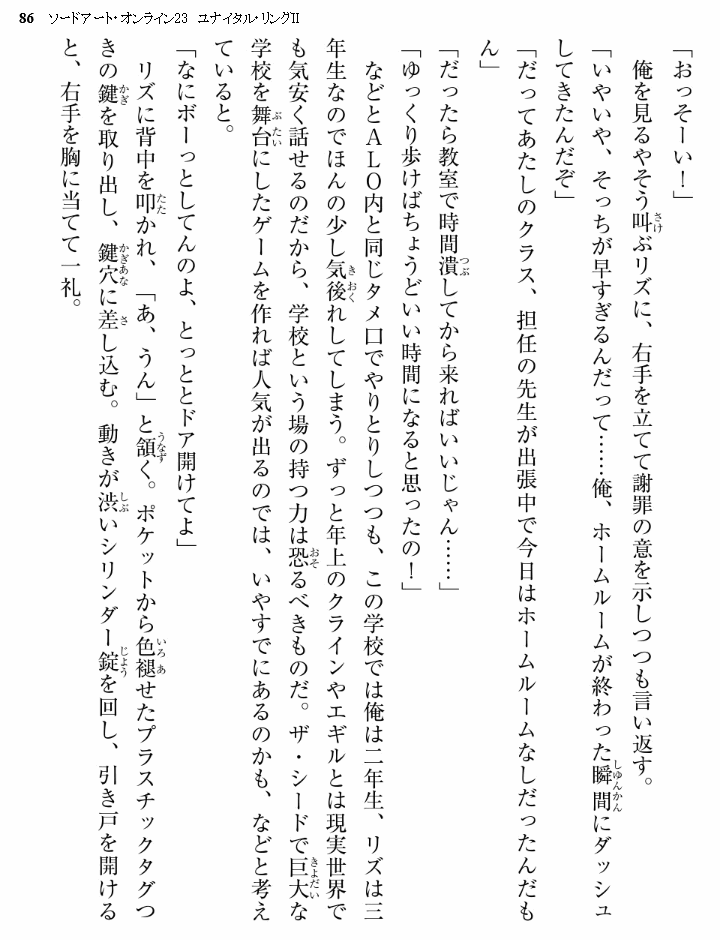 86 ソードアート・オンライン23 ユナイタル・リングⅡ
「おっそーい！」
俺を見るやそう叫ぶリズに、右手を立てて謝罪の意を示しつつも言い返す。
「いやいや、そっちが早すぎるんだって……俺、ホームルームが終わった瞬間にダッシュ
してきたんだぞ」
「だってあたしのクラス、担任の先生が出張中で今日はホームルームなしだったんだも
ん」
「だったら教室で時間潰してから来ればいいじゃん……」
「ゆっくり歩けばちょうどいい時間になると思ったの！」
などとＡＬＯ内と同じタメ口でやりとりしつつも、この学校では俺は二年生、リズは三
年生なのでほんの少し気後れしてしまう。ずっと年上のクラインやエギルとは現実世界で
も気安く話せるのだから、学校という場の持つ力は恐るべきものだ。ザ・シードで巨大な
学校を舞台にしたゲームを作れば人気が出るのでは、いやすでにあるのかも、などと考え
ていると。
「なにボーっとしてんのよ、とっととドア開けてよ」
リズに背中を叩かれ、「あ、うん」と頷く。ポケットから色褪せたプラスチックタグつ
きの鍵を取り出し、鍵穴に差し込む。動きが渋いシリンダー錠を回し、引き戸を開ける
と、右手を胸に当てて一礼。